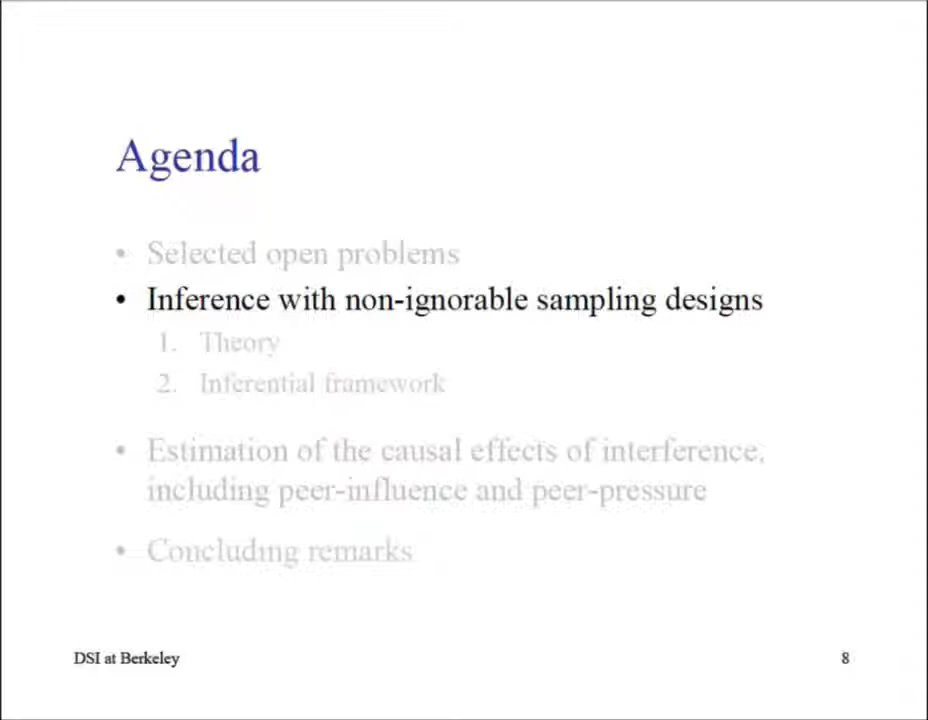 Agenda
• Selected open problems
• Inference with non-ignorable sampling designs
1. Theory
2. Inferential framework
• Estimation of the causal effects of interference,
including peer-influence and peer-pressure
• Concluding remarks
DSI at Berkeley
8